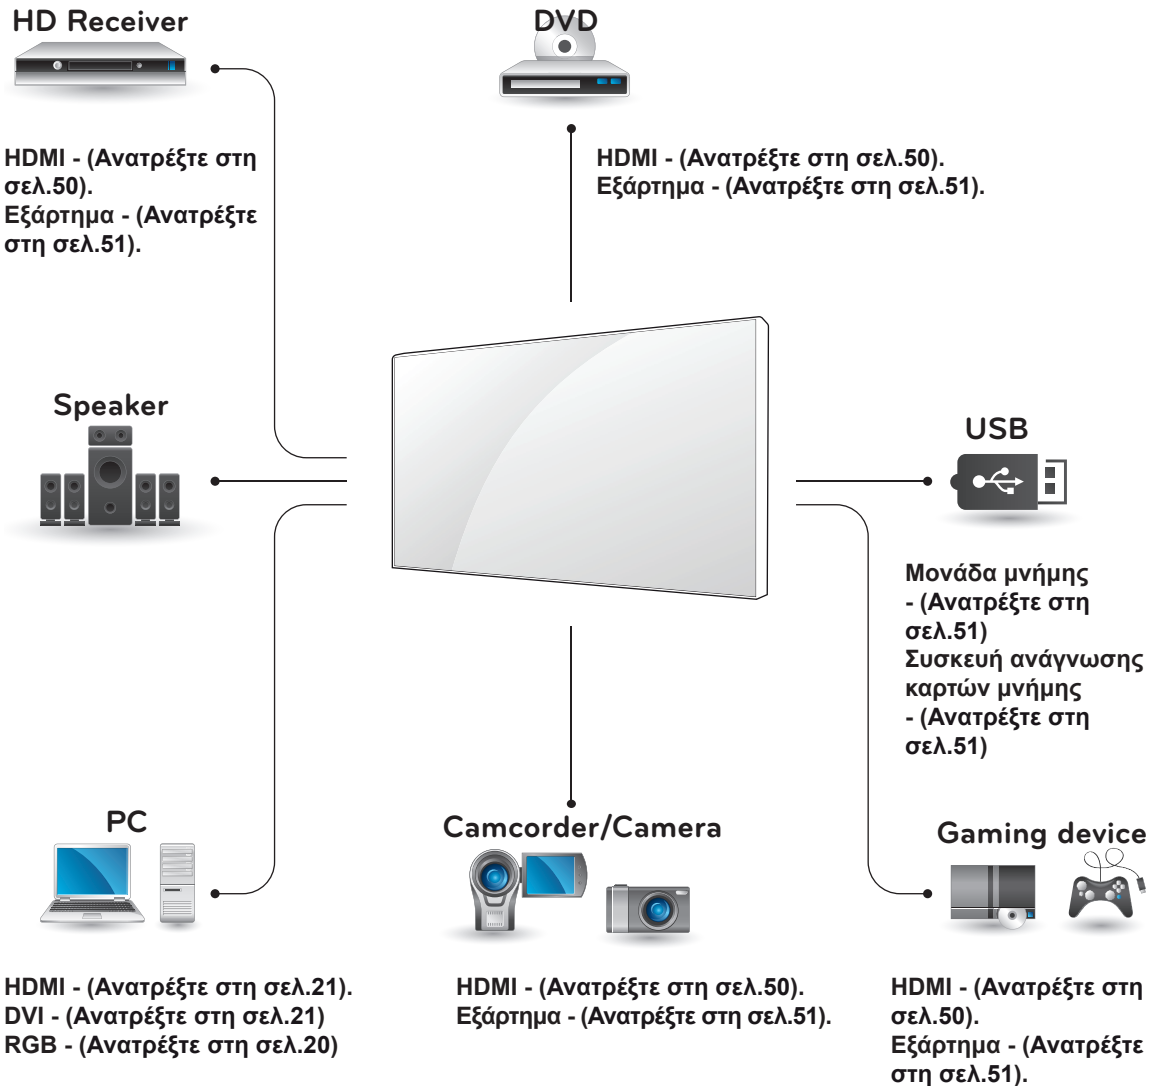 HD Receiver
HDMI - (Ανατρέξτε στη
σελ.50).
Εξάρτημα - (Ανατρέξτε
στη σελ.51).
DVD
HDMI - (Ανατρέξτε στη σελ.50).
Εξάρτημα - (Ανατρέξτε στη σελ.51).
Speaker
USB
Μονάδα μνήμης
- (Ανατρέξτε στη
σελ.51)
Συσκευή ανάγνωσης
καρτών μνήμης
- (Ανατρέξτε στη
σελ.51)
PC
HDMI - (Ανατρέξτε στη σελ.21).
DVI - (Ανατρέξτε στη σελ.21)
RGB - (Ανατρέξτε στη σελ.20)
Camcorder/Camera
HDMI - (Ανατρέξτε στη σελ.50).
Εξάρτημα - (Ανατρέξτε στη σελ.51).
Gaming device
HDMI - (Ανατρέξτε στη
σελ.50).
Εξάρτημα - (Ανατρέξτε
στη σελ.51).